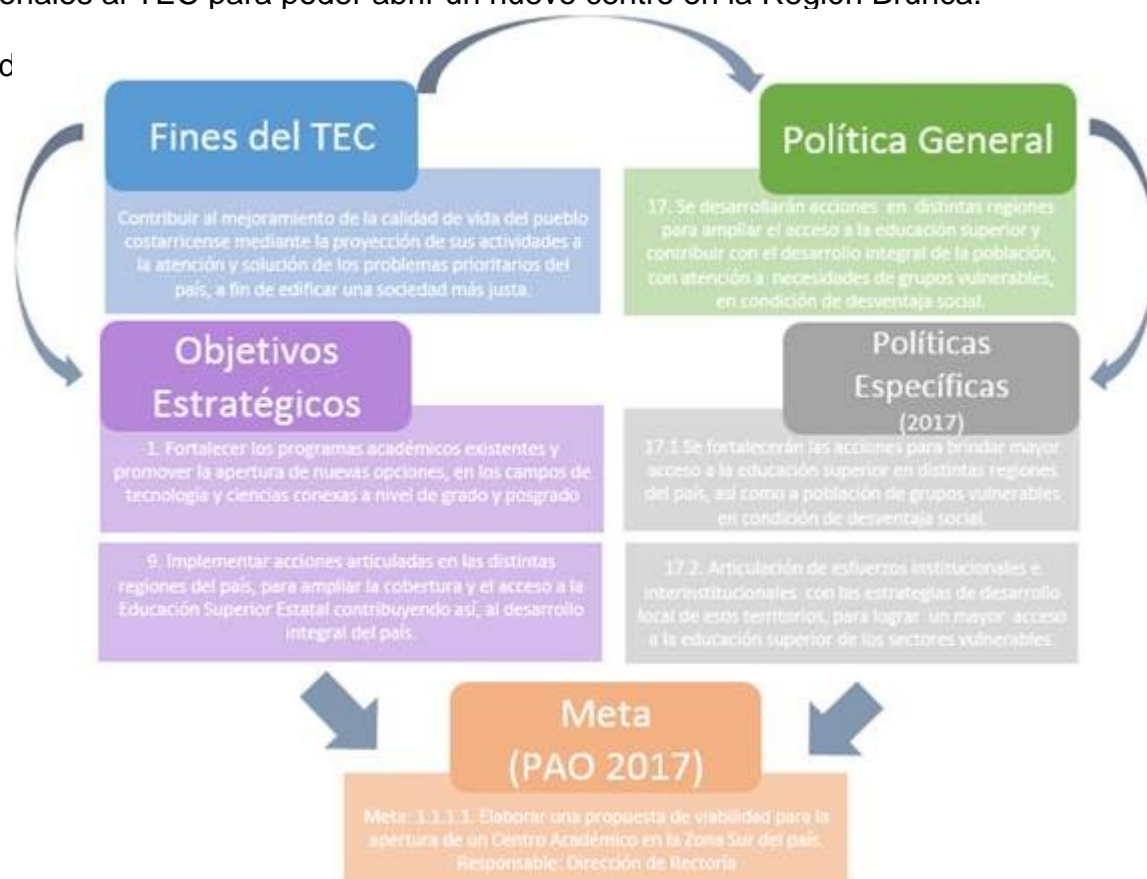 onales al TEC para poder abrir un nuevo centro en la Región Brunca.
d
Fines del TEC
Contribuir al mejoramiento de la calidad de vida del pueblo
costarricense mediante la proyección de sus actividades a
la atención y solución de los problemas prioritarios del
país, a fin de edificar una sociedad más justa.
Política General
17. Se desarrollarán acciones en distintas regiones
para ampliar el acceso a la educación superior y
contribuir con el desarrollo integral de la población,
con atención a necesidades de grupos vulnerables,
en condición de desventaja social.
Objetivos
Estratégicos
1. Fortalecer los programas académicos existentes y
promover la apertura de nuevas opciones, en los campos de
tecnología y ciencias conexas a nivel de grado y posgrado
9. Implementar acciones articuladas en las distintas
regiones del país, para ampliar la cobertura y el acceso a la
Educación Superior Estatal contribuyendo así, al desarrollo
integral del país.
Políticas
Específicas
(2017)
17.1.Se fortalecerán las acciones para brindar mayor
acceso a la educación superior en distintas regiones
del país, así como a población de grupos vulnerables
en condición de desventaja social.
17.2. Articulación de esfuerzos institucionales e
interinstitucionales con las estrategias de desarrollo
local de esos territorios, para lograr un mayor acceso
a la educación superior de los sectores vulnerables
Meta
(PAO 2017)
Meta: 1.1.1.1. Elaborar una propuesta de viabilidad para la
apertura de un Centro Académico en la Zona Sur del país.
Responsable: Dirección de Rectoría